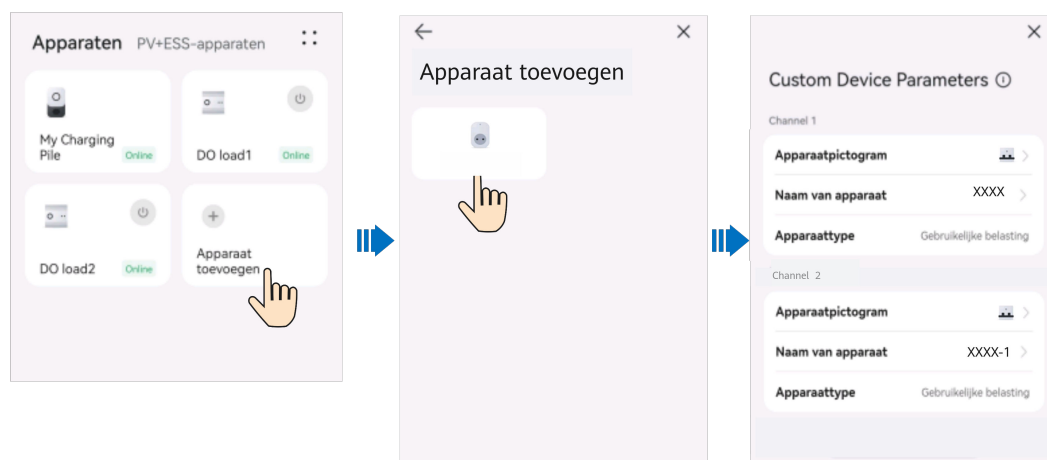 Apparaten PV+ESS-apparaten
My Charging
Pile
Online
DO load1
Online
DO load2
Online
Apparaat
toevoegen
Apparaat toevoegen
Custom Device Parameters
Channel 1
Apparaatpictogram
Naam van apparaat XXXX
Apparaattype Gebruikelijke belasting
Channel 2
Apparaatpictogram
Naam van apparaat XXXX-1
Apparaattype Gebruikelijke belasting